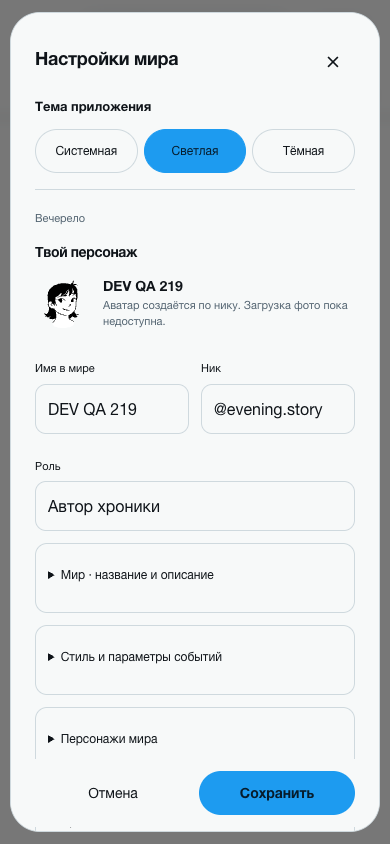 Настройки мира
Тема приложения
Системная
Светлая
Тёмная
Вечерело
Твой персонаж
DEV QA 219
Аватар создаётся по нику. Загрузка фото пока
недоступна.
Имя в мире
Ник
DEV QA 219
@evening.story
Роль
Автор хроники
Мир · название и описание
Стиль и параметры событий
Персонажи мира
Отмена
Сохранить